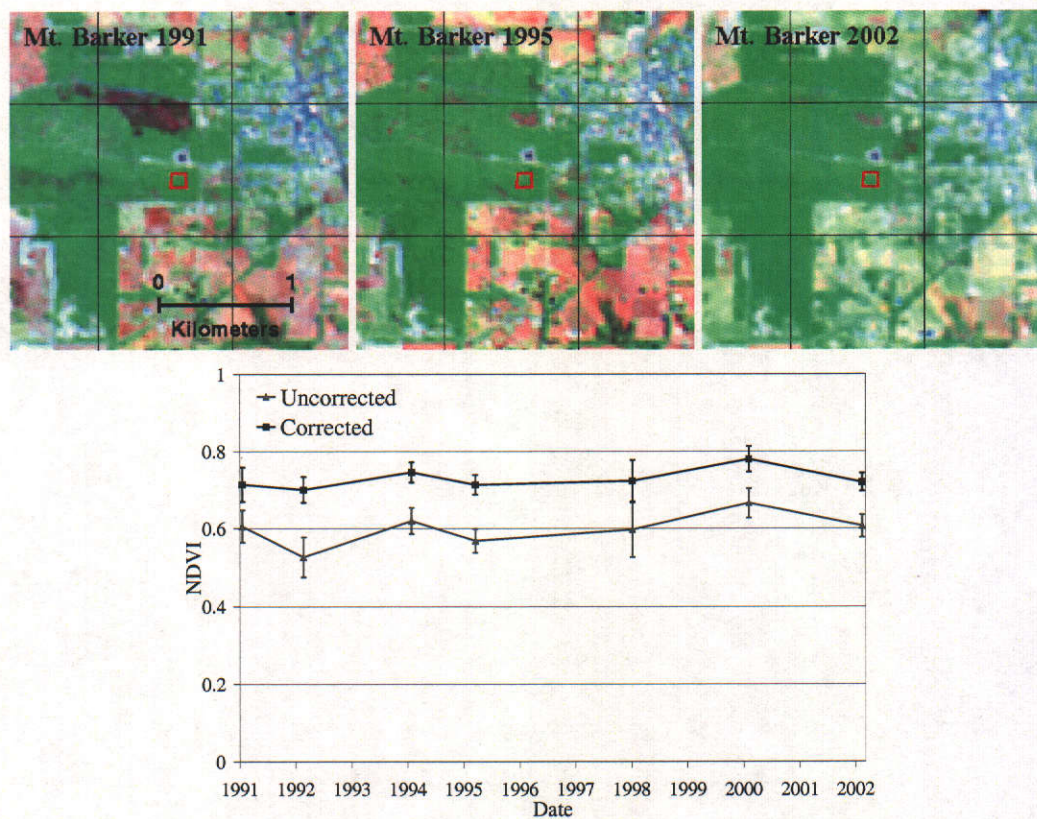 Mt. Barker 1991
Mt. Barker 1995
Mt. Barker 2002
0 1
Kilometers
1
Uncorrected
Corrected
0.8
0.6
NDVI
0.4
0.2
0
1991 1992 1993 1994 1995 1996 1997 1998 1999 2000 2001 2002
Date